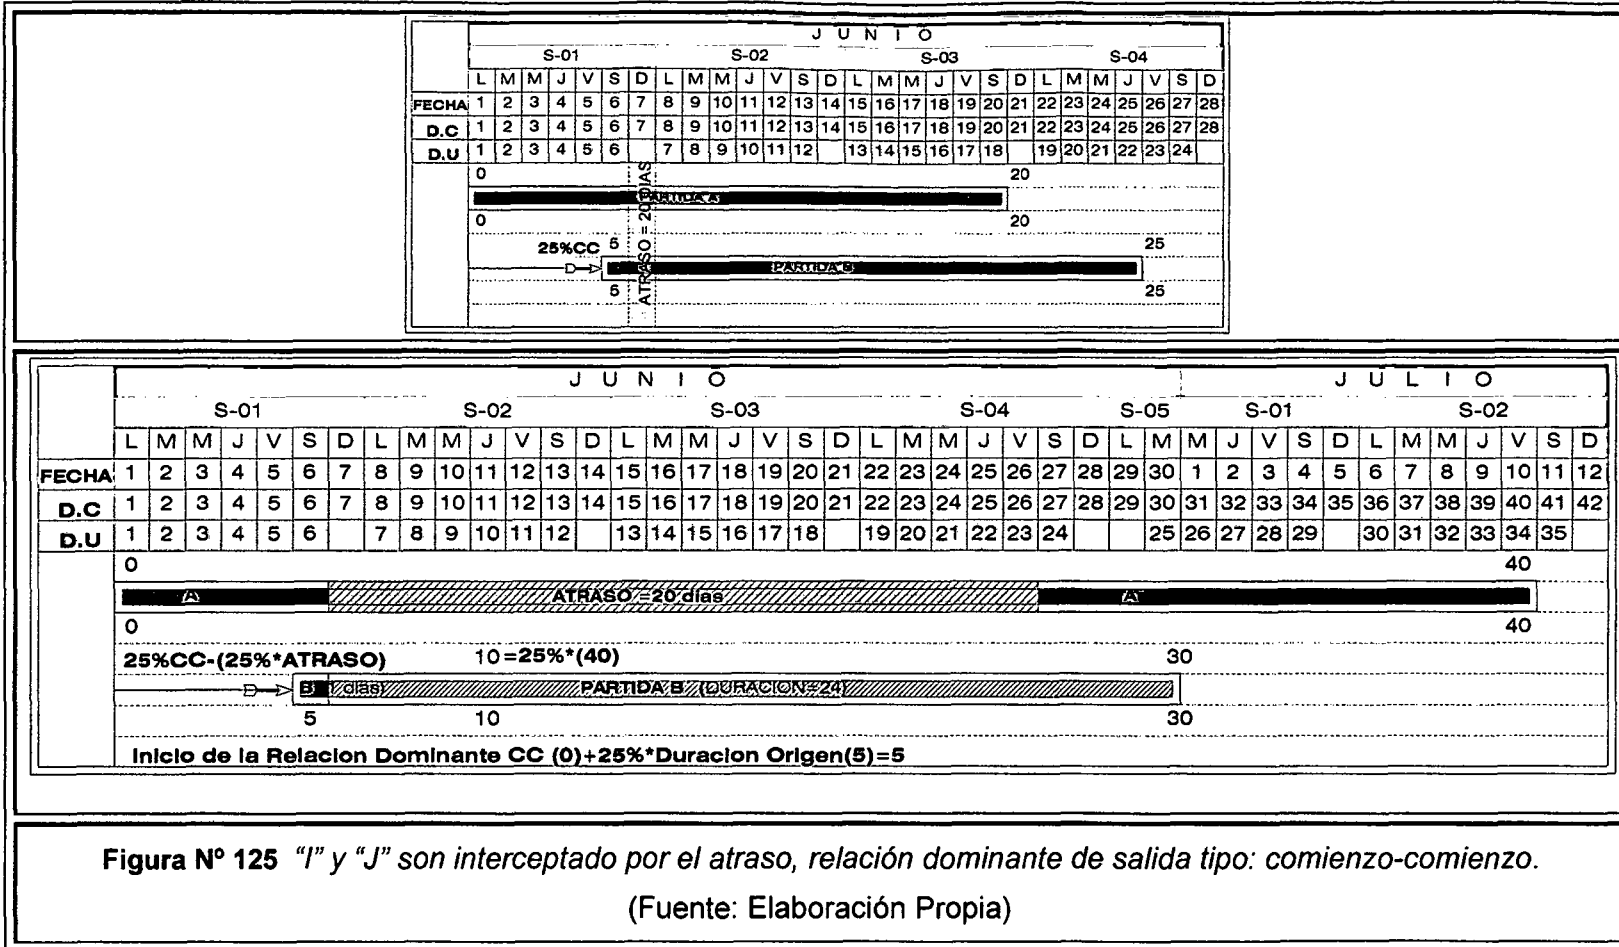 J U N I O
S-01 S-02 S-03 S-04
L M M J V S D L M M J V S D L M M J V S D L M M J V S D
FECHA 1 2 3 4 5 6 7 8 9 10 11 12 13 14 15 16 17 18 19 20 21 22 23 24 25 26 27 28
D.C 1 2 3 4 5 6 7 8 9 10 11 12 13 14 15 16 17 18 19 20 21 22 23 24 25 26 27 28
D.U 1 2 3 4 5 6 7 8 9 10 11 12 13 14 15 16 17 18 19 20 21 22 23 24
0 20
PARTIDA A
0 20
ATRASO = 20 DIAS
25%CC 5 25
PARTIDA B
5 25
J U N I O J U L I O
S-01 S-02 S-03 S-04 S-05 S-01 S-02
L M M J V S D L M M J V S D L M M J V S D L M M J V S D L M M J V S D L M M J V S D
FECHA 1 2 3 4 5 6 7 8 9 10 11 12 13 14 15 16 17 18 19 20 21 22 23 24 25 26 27 28 29 30 1 2 3 4 5 6 7 8 9 10 11 12
D.C 1 2 3 4 5 6 7 8 9 10 11 12 13 14 15 16 17 18 19 20 21 22 23 24 25 26 27 28 29 30 31 32 33 34 35 36 37 38 39 40 41 42
D.U 1 2 3 4 5 6 7 8 9 10 11 12 13 14 15 16 17 18 19 20 21 22 23 24 25 26 27 28 29 30 31 32 33 34 35
0 40
A ATRASO =20 dias A'
0 40
25%CC-(25%*ATRASO) 10=25%*(40) 30
B dias) PARTIDA B (DURACION=24)
5 10 30
Inicio de la Relacion Dominante CC (0)+25%*Duracion Origen(5)=5
Figura Nº 125 "I" y "J" son interceptado por el atraso, relación dominante de salida tipo: comienzo-comienzo.
(Fuente: Elaboración Propia)